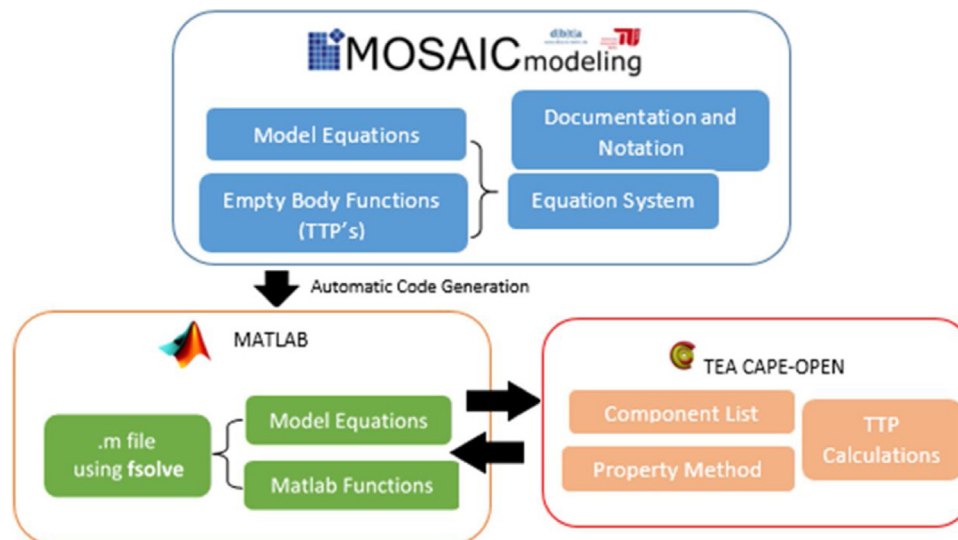 MOSAICmodeling
dbta
Model Equations
Documentation and
Notation
Empty Body Functions
(TTP's)
Equation System
Automatic Code Generation
MATLAB
.m file
using fsolve
Model Equations
Matlab Functions
TEA CAPE-OPEN
Component List
Property Method
TTP
Calculations